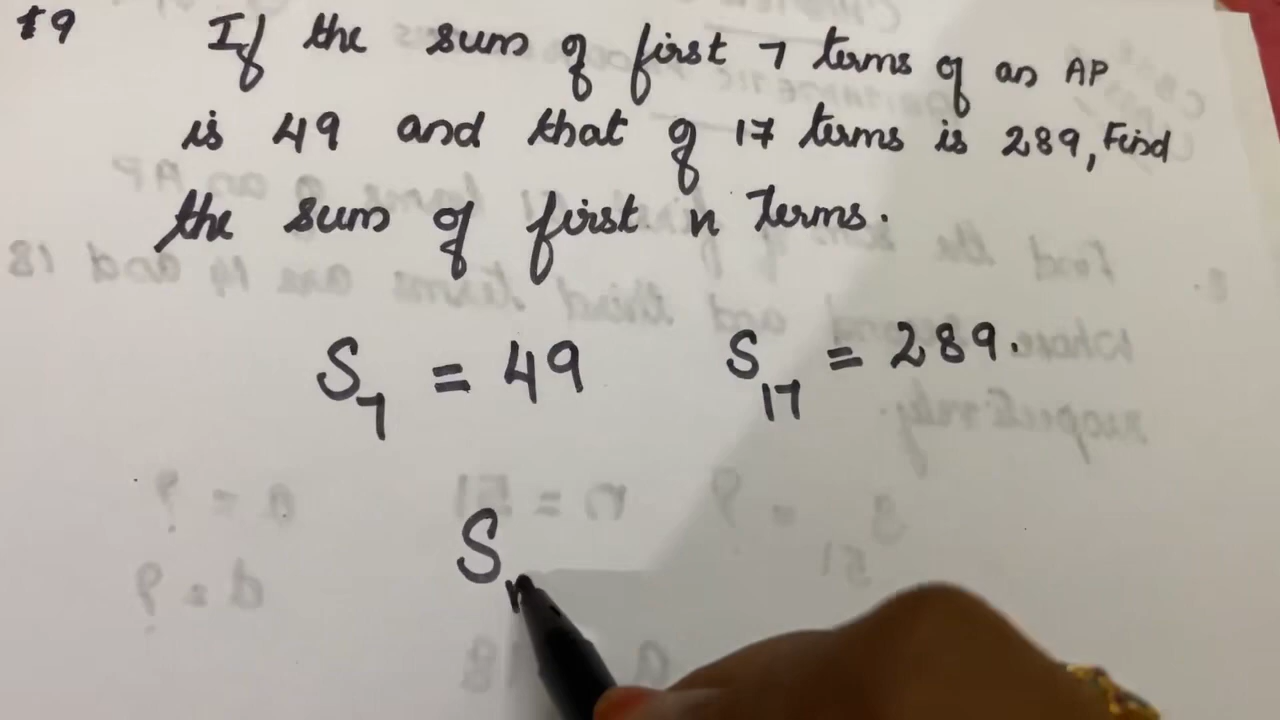 *9 If the sum of first 7 terms of an AP
is 49 and that of 17 terms is 289, Find
the sum of first n terms.
S7 = 49 S17 = 289.
Sn